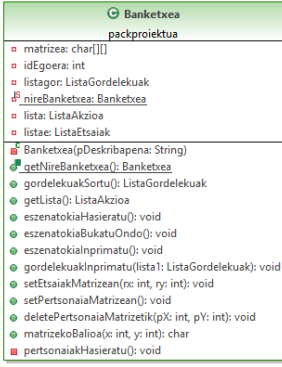 Banketxea
packproiektua
matrizea: char[][]
idEgoera: int
listagor: ListaGordelekuak
nireBanketxea: Banketxea
lista: ListaAkzioa
listae: ListaEtsaiak
Banketxea(pDeskribapena: String)
getNireBanketxea(): Banketxea
gordelekuakSortu(): ListaGordelekuak
getLista(): ListaAkzioa
eszenatokiaHasieratu(): void
eszenatokiaBukatuOndo(): void
eszenatokiaInprimatu(): void
gordelekuakInprimatu(lista1: ListaGordelekuak): void
setEtsaiakMatrizean(rx: int, ry: int): void
setPertsonaiaMatrizean(): void
deletePertsonaiaMatrizetik(pX: int, pY: int): void
matrizekoBalioa(x: int, y: int): char
pertsonaiakHasieratu(): void